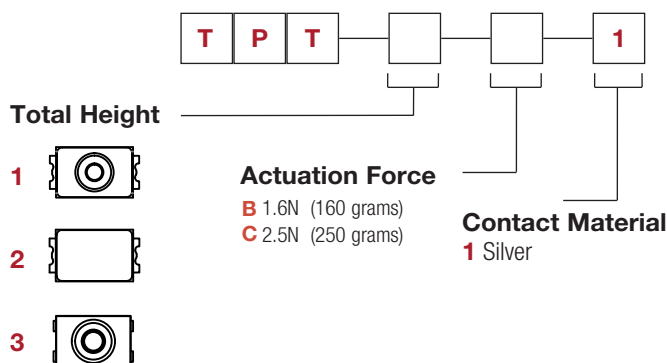 T P T 1
Total Height
1
2
3
Actuation Force
B 1.6N (160 grams)
C 2.5N (250 grams)
Contact Material
1 Silver